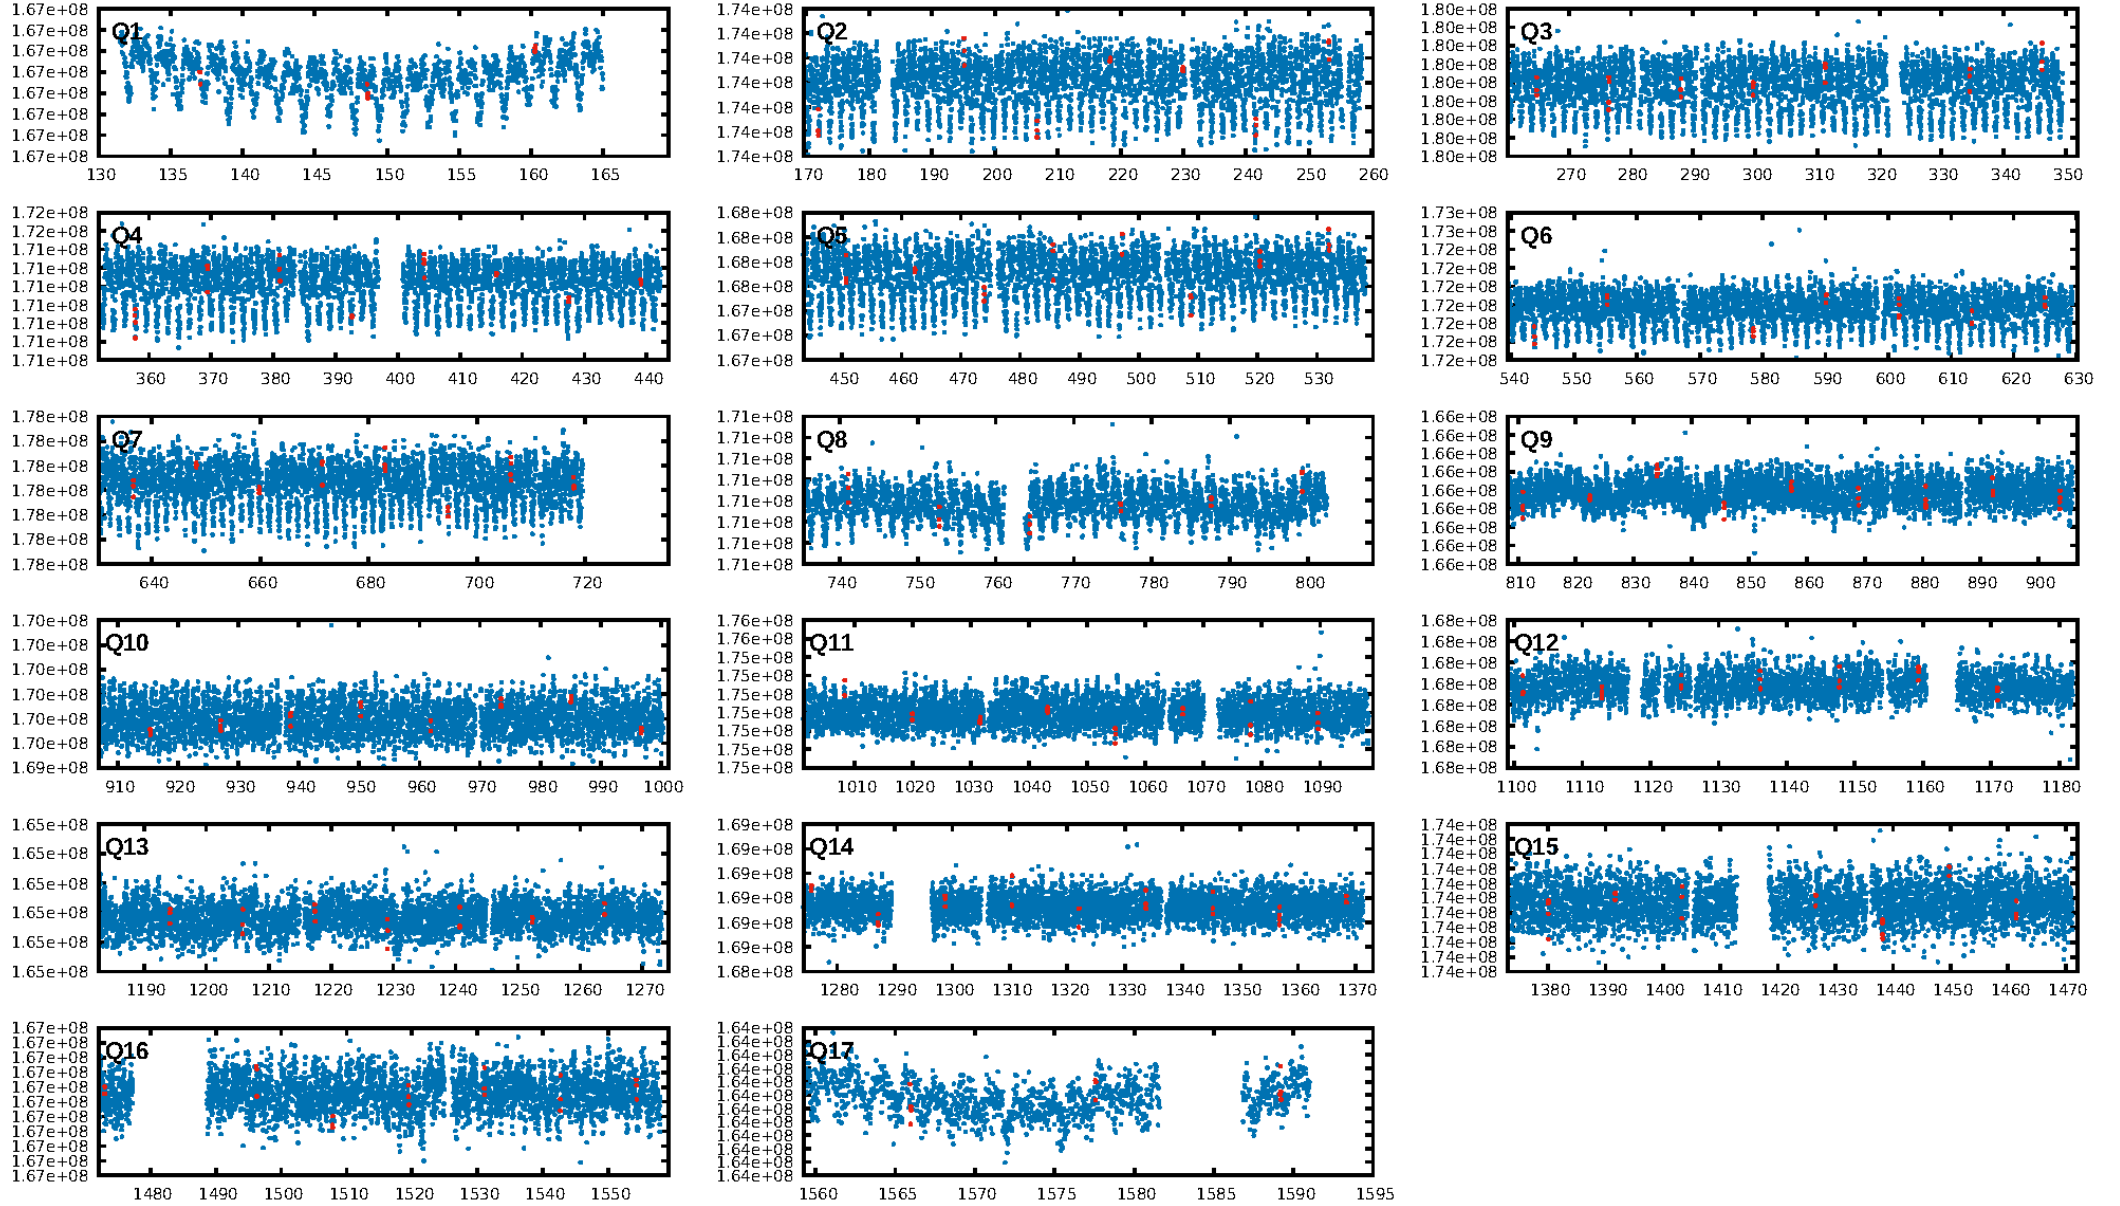 Q1
1.67e+08
1.67e+08
1.67e+08
1.67e+08
1.67e+08
1.67e+08
1.67e+08
1.67e+08
130 135 140 145 150 155 160 165
Q2
1.74e+08
1.74e+08
1.74e+08
1.74e+08
1.74e+08
1.74e+08
1.74e+08
170 180 190 200 210 220 230 240 250 260
Q3
1.80e+08
1.80e+08
1.80e+08
1.80e+08
1.80e+08
1.80e+08
1.80e+08
1.80e+08
1.80e+08
270 280 290 300 310 320 330 340 350
Q4
1.72e+08
1.72e+08
1.71e+08
1.71e+08
1.71e+08
1.71e+08
1.71e+08
1.71e+08
1.71e+08
360 370 380 390 400 410 420 430 440
Q5
1.68e+08
1.68e+08
1.68e+08
1.68e+08
1.67e+08
1.67e+08
1.67e+08
450 460 470 480 490 500 510 520 530
Q6
1.73e+08
1.73e+08
1.72e+08
1.72e+08
1.72e+08
1.72e+08
1.72e+08
1.72e+08
1.72e+08
540 550 560 570 580 590 600 610 620 630
Q7
1.78e+08
1.78e+08
1.78e+08
1.78e+08
1.78e+08
1.78e+08
1.78e+08
640 660 680 700 720
Q8
1.71e+08
1.71e+08
1.71e+08
1.71e+08
1.71e+08
1.71e+08
1.71e+08
1.71e+08
740 750 760 770 780 790 800
Q9
1.66e+08
1.66e+08
1.66e+08
1.66e+08
1.66e+08
1.66e+08
1.66e+08
1.66e+08
1.66e+08
810 820 830 840 850 860 870 880 890 900
Q10
1.70e+08
1.70e+08
1.70e+08
1.70e+08
1.70e+08
1.70e+08
1.69e+08
910 920 930 940 950 960 970 980 990 1000
Q11
1.76e+08
1.76e+08
1.75e+08
1.75e+08
1.75e+08
1.75e+08
1.75e+08
1.75e+08
1.75e+08
1010 1020 1030 1040 1050 1060 1070 1080 1090
Q12
1.68e+08
1.68e+08
1.68e+08
1.68e+08
1.68e+08
1.68e+08
1.68e+08
1.68e+08
1100 1110 1120 1130 1140 1150 1160 1170 1180
Q13
1.65e+08
1.65e+08
1.65e+08
1.65e+08
1.65e+08
1.65e+08
1190 1200 1210 1220 1230 1240 1250 1260 1270
Q14
1.69e+08
1.69e+08
1.69e+08
1.69e+08
1.69e+08
1.69e+08
1.68e+08
1280 1290 1300 1310 1320 1330 1340 1350 1360 1370
Q15
1.74e+08
1.74e+08
1.74e+08
1.74e+08
1.74e+08
1.74e+08
1.74e+08
1.74e+08
1.74e+08
1.74e+08
1.74e+08
1380 1390 1400 1410 1420 1430 1440 1450 1460 1470
Q16
1.67e+08
1.67e+08
1.67e+08
1.67e+08
1.67e+08
1.67e+08
1.67e+08
1.67e+08
1.67e+08
1.67e+08
1.67e+08
1480 1490 1500 1510 1520 1530 1540 1550
Q17
1.64e+08
1.64e+08
1.64e+08
1.64e+08
1.64e+08
1.64e+08
1.64e+08
1.64e+08
1.64e+08
1.64e+08
1.64e+08
1.64e+08
1560 1565 1570 1575 1580 1585 1590 1595